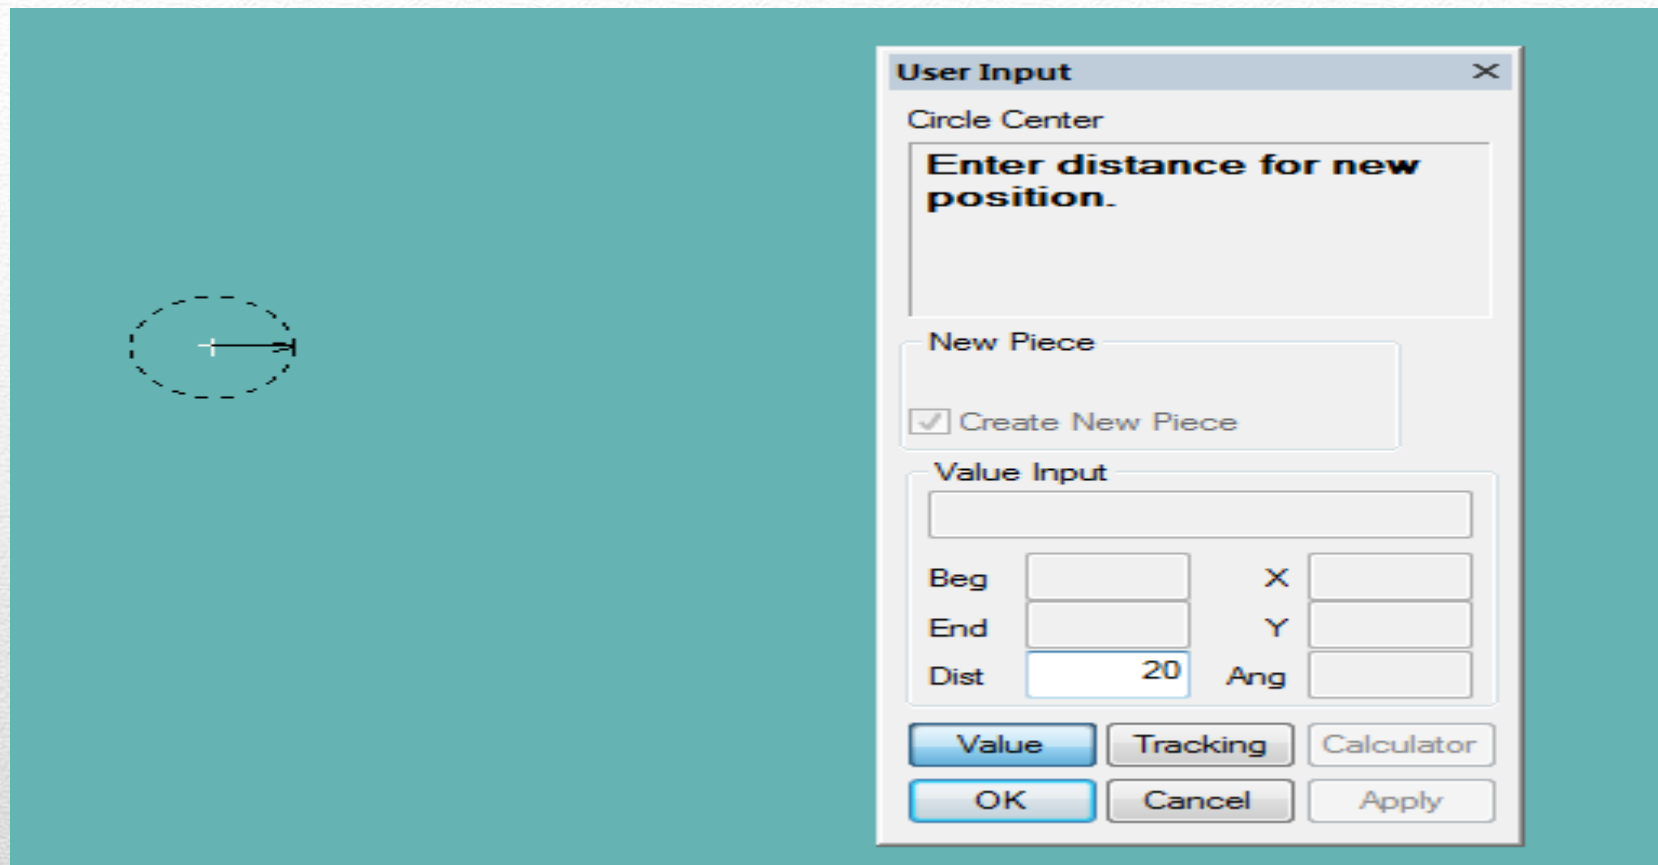 User Input
Circle Center
Enter distance for new
position.
New Piece
Create New Piece
Value Input
Beg X
End Y
Dist 20 Ang
Value Tracking Calculator
OK Cancel Apply